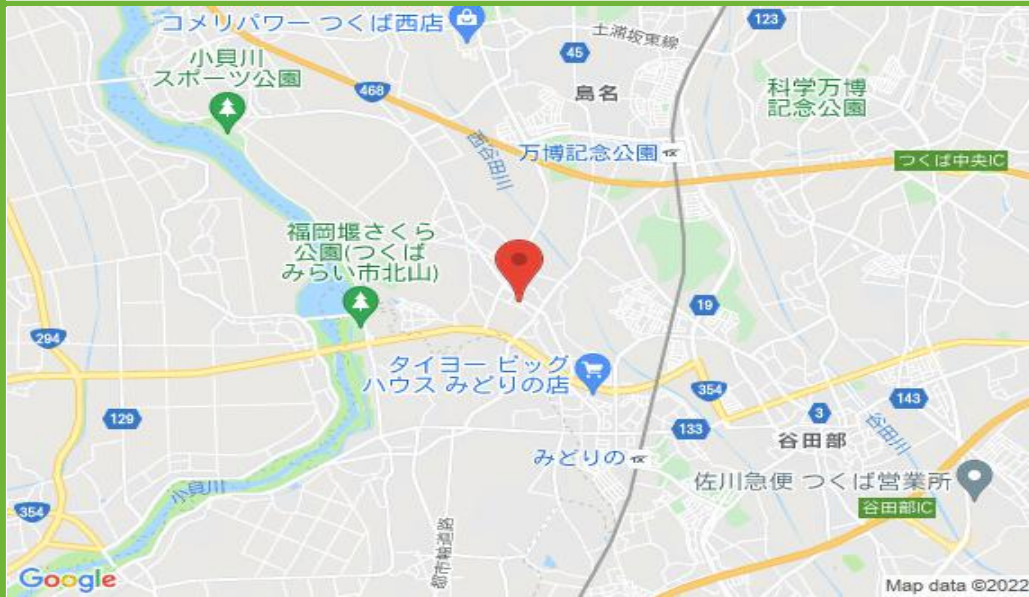 コメリパワー つくば西店
土浦坂東線
123
45
小貝川
スポーツ公園
468
島名
科学万博
記念公園
西谷田川
万博記念公園
つくば中央IC
福岡堰さくら
公園(つくば
みらい市北山)
19
294
タイヨー ビッグ
ハウス みどりの店
354
143
129
3
133
谷田部
谷田川
みどりの
佐川急便 つくば営業所
小貝川
谷田部IC
354
都市軸道路
Google
Map data ©2022